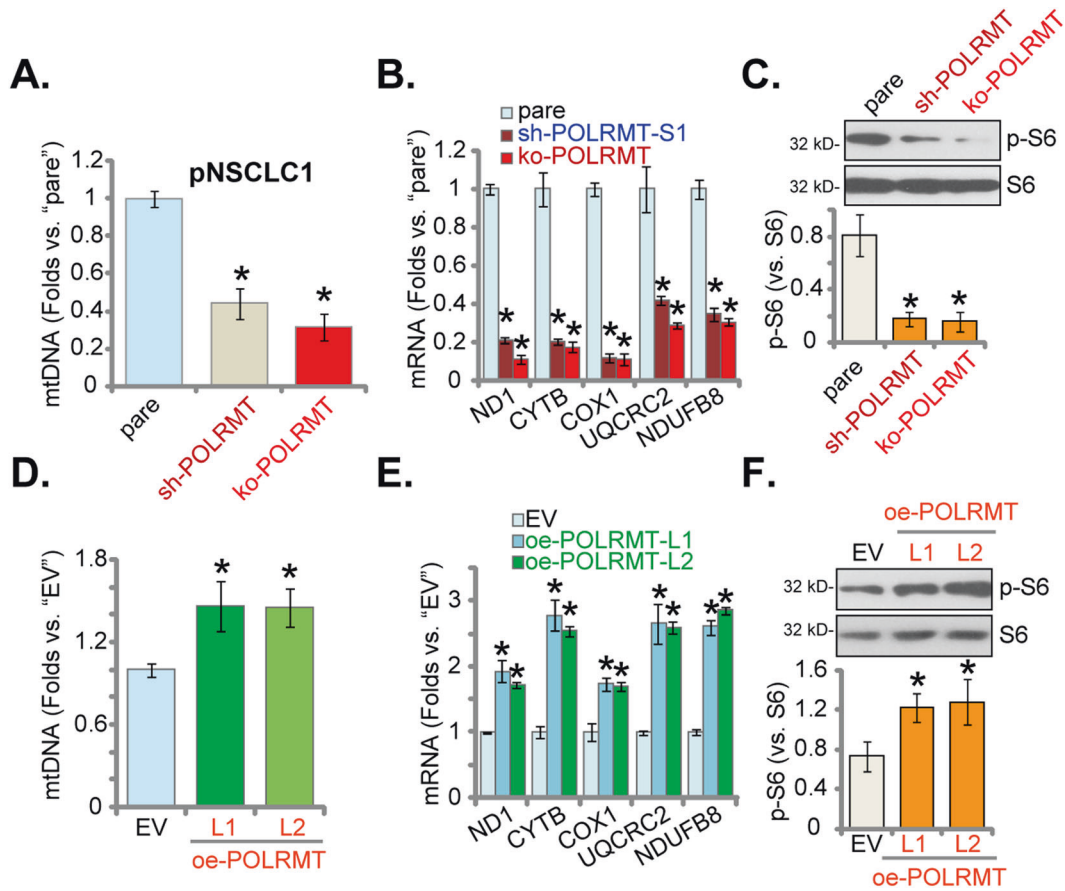 A.
pNSCLC1
mtDNA (Folds vs. “pare”)
1.2
1
0.8
0.6
0.4
0.2
0
*
*
pare
sh-POLRMT
ko-POLRMT
B.
pare
sh-POLRMT-S1
ko-POLRMT
mRNA (Folds vs. “pare”)
1.2
1
0.8
0.6
0.4
0.2
0
* * * * * * * * * *
ND1
CYTB
COX1
UQCRC2
NDUFB8
C.
pare
sh-POLRMT
ko-POLRMT
32 kD-
p-S6
32 kD-
S6
p-S6 (vs. S6)
0.8
0.4
0
*
*
pare
sh-POLRMT
ko-POLRMT
D.
mtDNA (Folds vs. “EV”)
1.8
1.4
1.0
0.6
0
*
*
EV
L1
L2
oe-POLRMT
E.
EV
oe-POLRMT-L1
oe-POLRMT-L2
mRNA (Folds vs. “EV”)
3
2
1
0
* * * * * * * * * *
ND1
CYTB
COX1
UQCRC2
NDUFB8
F.
oe-POLRMT
EV L1 L2
32 kD-
p-S6
32 kD-
S6
p-S6 (vs. S6)
1.6
1.2
0.8
0.4
0
*
*
EV
L1
L2
oe-POLRMT